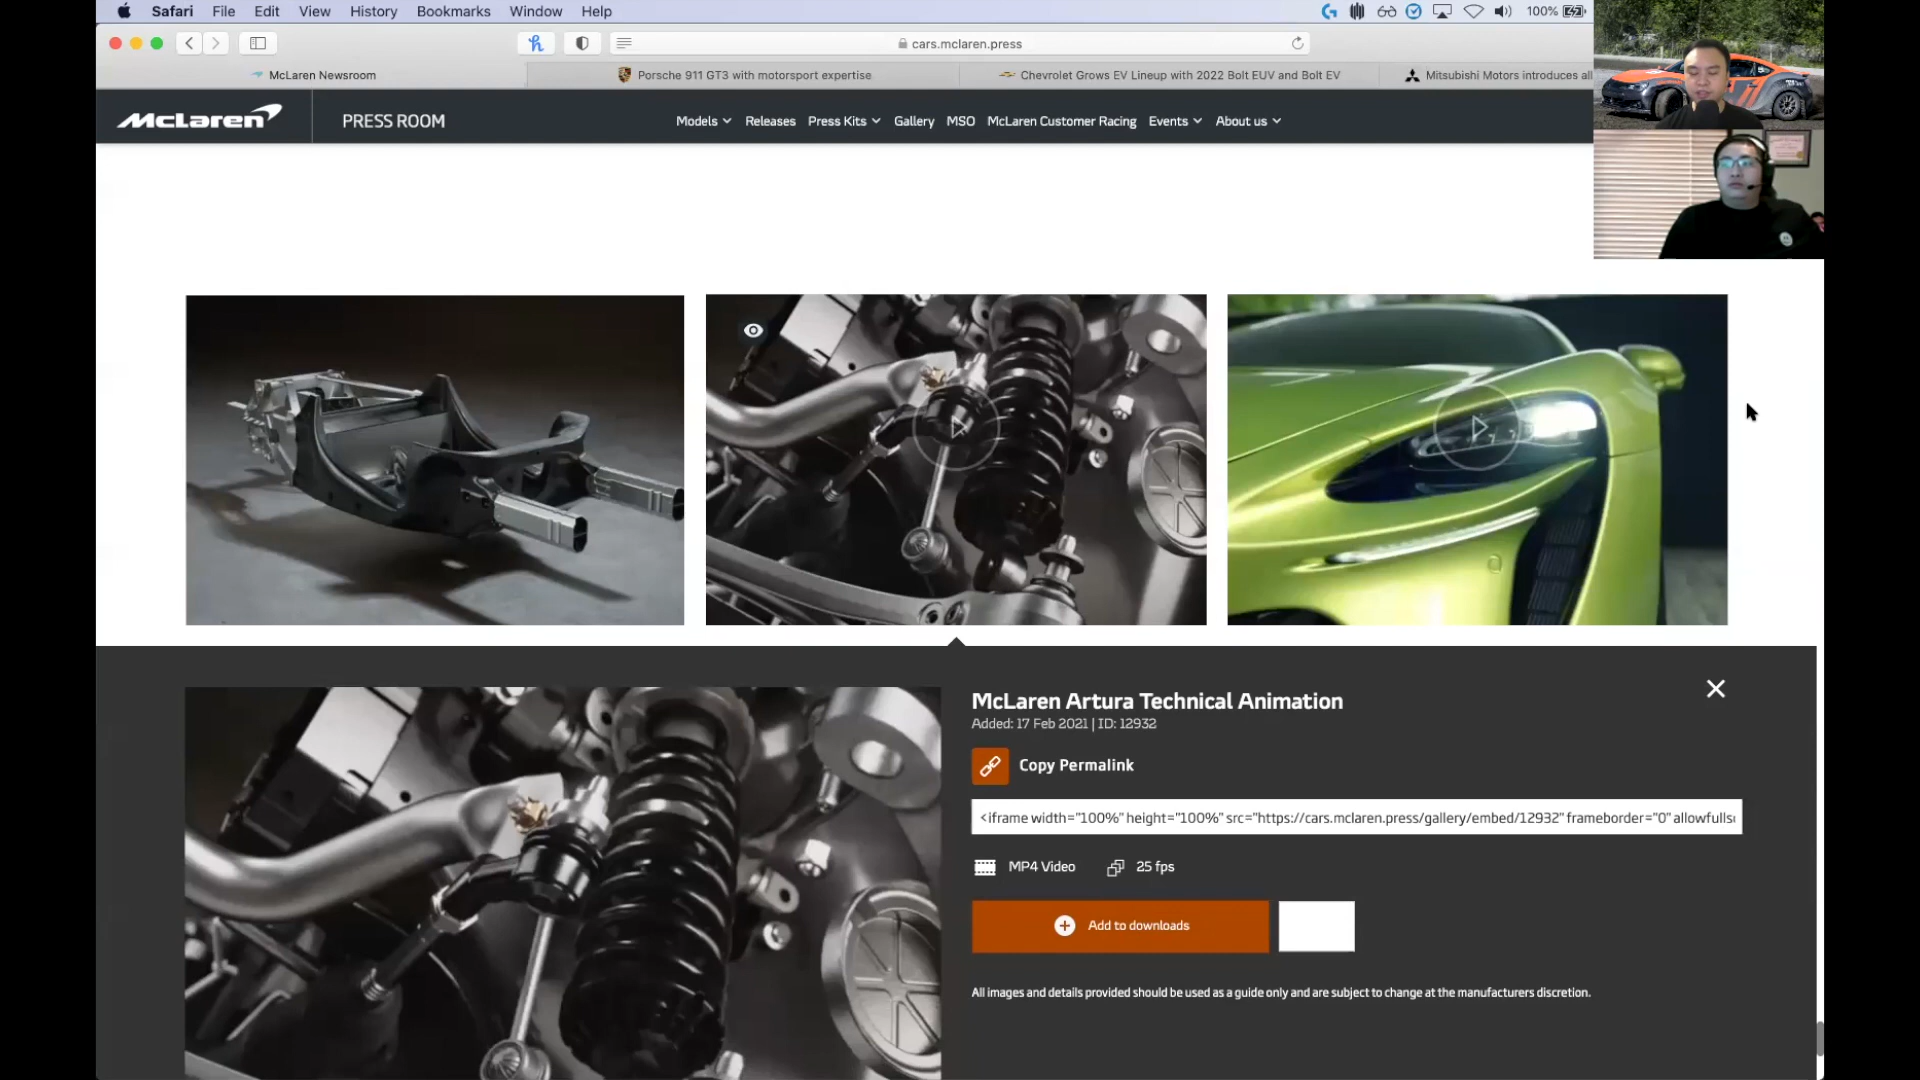 Safari File Edit View History Bookmarks Window Help 100%
cars.mclaren.press
McLaren Newsroom Porsche 911 GT3 with motorsport expertise Chevrolet Grows EV Lineup with 2022 Bolt EUV and Bolt EV Mitsubishi Motors introduces all
McLaren PRESS ROOM Models Releases Press Kits Gallery MSO McLaren Customer Racing Events About us
McLaren Artura Technical Animation
Added: 17 Feb 2021 | ID: 12932
Copy Permalink
<iframe width="100%" height="100%" src="https://cars.mclaren.press/gallery/embed/12932" frameborder="0" allowfulls
MP4 Video 25 fps
Add to downloads
All images and details provided should be used as a guide only and are subject to change at the manufacturers discretion.